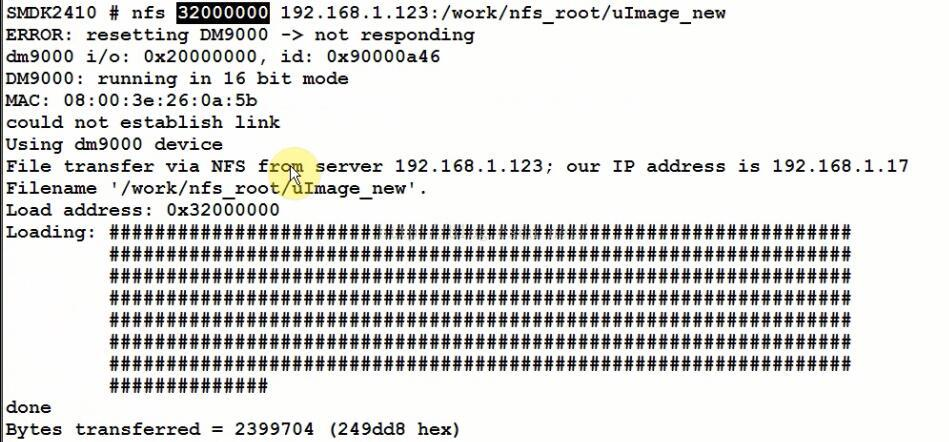 SMDK2410 # nfs 32000000 192.168.1.123:/work/nfs_root/uImage_new
ERROR: resetting DM9000 -> not responding
dm9000 i/o: 0x20000000, id: 0x90000a46
DM9000: running in 16 bit mode
MAC: 08:00:3e:26:0a:5b
could not establish link
Using dm9000 device
File transfer via NFS from server 192.168.1.123; our IP address is 192.168.1.17
Filename '/work/nfs_root/uImage_new'.
Load address: 0x32000000
Loading: #################################################################
#################################################################
#################################################################
#################################################################
#################################################################
#################################################################
#################################################################
##############
done
Bytes transferred = 2399704 (249dd8 hex)